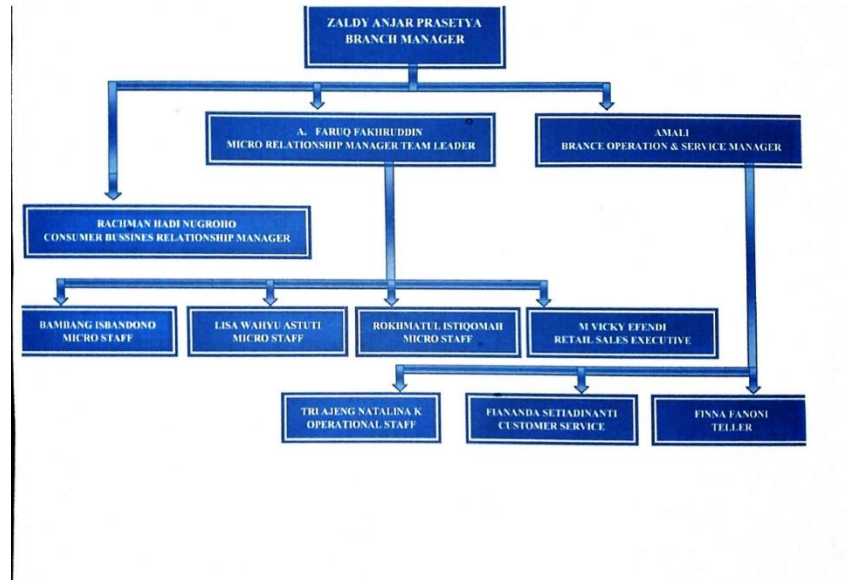 ZALDY ANJAR PRASETYA
BRANCH MANAGER
A. FARUQ FAKHRUDDIN
MICRO RELATIONSHIP MANAGER TEAM LEADER
AMALI
BRANCE OPERATION & SERVICE MANAGER
RACHMAN HADI NUGROHO
CONSUMER BUSSINES RELATIONSHIP MANAGER
BAMBANG ISBANDONO
MICRO STAFF
LISA WAHYU ASTUTI
MICRO STAFF
ROKHMATUL ISTIQOMAH
MICRO STAFF
M VICKY EFENDI
RETAIL SALES EXECUTIVE
TRI AJENG NATALINA K
OPERATIONAL STAFF
FIANANDA SETIADINANTI
CUSTOMER SERVICE
FINNA FANONI
TELLER